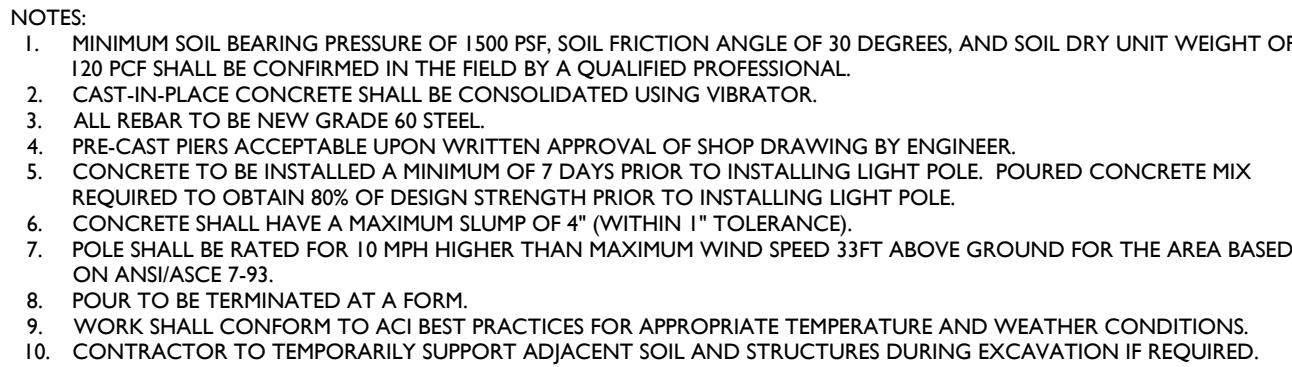 NOTES:
1. MINIMUM SOIL BEARING PRESSURE OF 1500 PSF, SOIL FRICTION ANGLE OF 30 DEGREES, AND SOIL DRY UNIT WEIGHT OF
120 PCF SHALL BE CONFIRMED IN THE FIELD BY A QUALIFIED PROFESSIONAL.
2. CAST-IN-PLACE CONCRETE SHALL BE CONSOLIDATED USING VIBRATOR.
3. ALL REBAR TO BE NEW GRADE 60 STEEL.
4. PRE-CAST PIERS ACCEPTABLE UPON WRITTEN APPROVAL OF SHOP DRAWING BY ENGINEER.
5. CONCRETE TO BE INSTALLED A MINIMUM OF 7 DAYS PRIOR TO INSTALLING LIGHT POLE. POURED CONCRETE MIX
REQUIRED TO OBTAIN 80% OF DESIGN STRENGTH PRIOR TO INSTALLING LIGHT POLE.
6. CONCRETE SHALL HAVE A MAXIMUM SLUMP OF 4" (WITHIN 1" TOLERANCE).
7. POLE SHALL BE RATED FOR 10 MPH HIGHER THAN MAXIMUM WIND SPEED 33FT ABOVE GROUND FOR THE AREA BASED
ON ANSI/ASCE 7-93.
8. POUR TO BE TERMINATED AT A FORM.
9. WORK SHALL CONFORM TO ACI BEST PRACTICES FOR APPROPRIATE TEMPERATURE AND WEATHER CONDITIONS.
10. CONTRACTOR TO TEMPORARILY SUPPORT ADJACENT SOIL AND STRUCTURES DURING EXCAVATION IF REQUIRED.